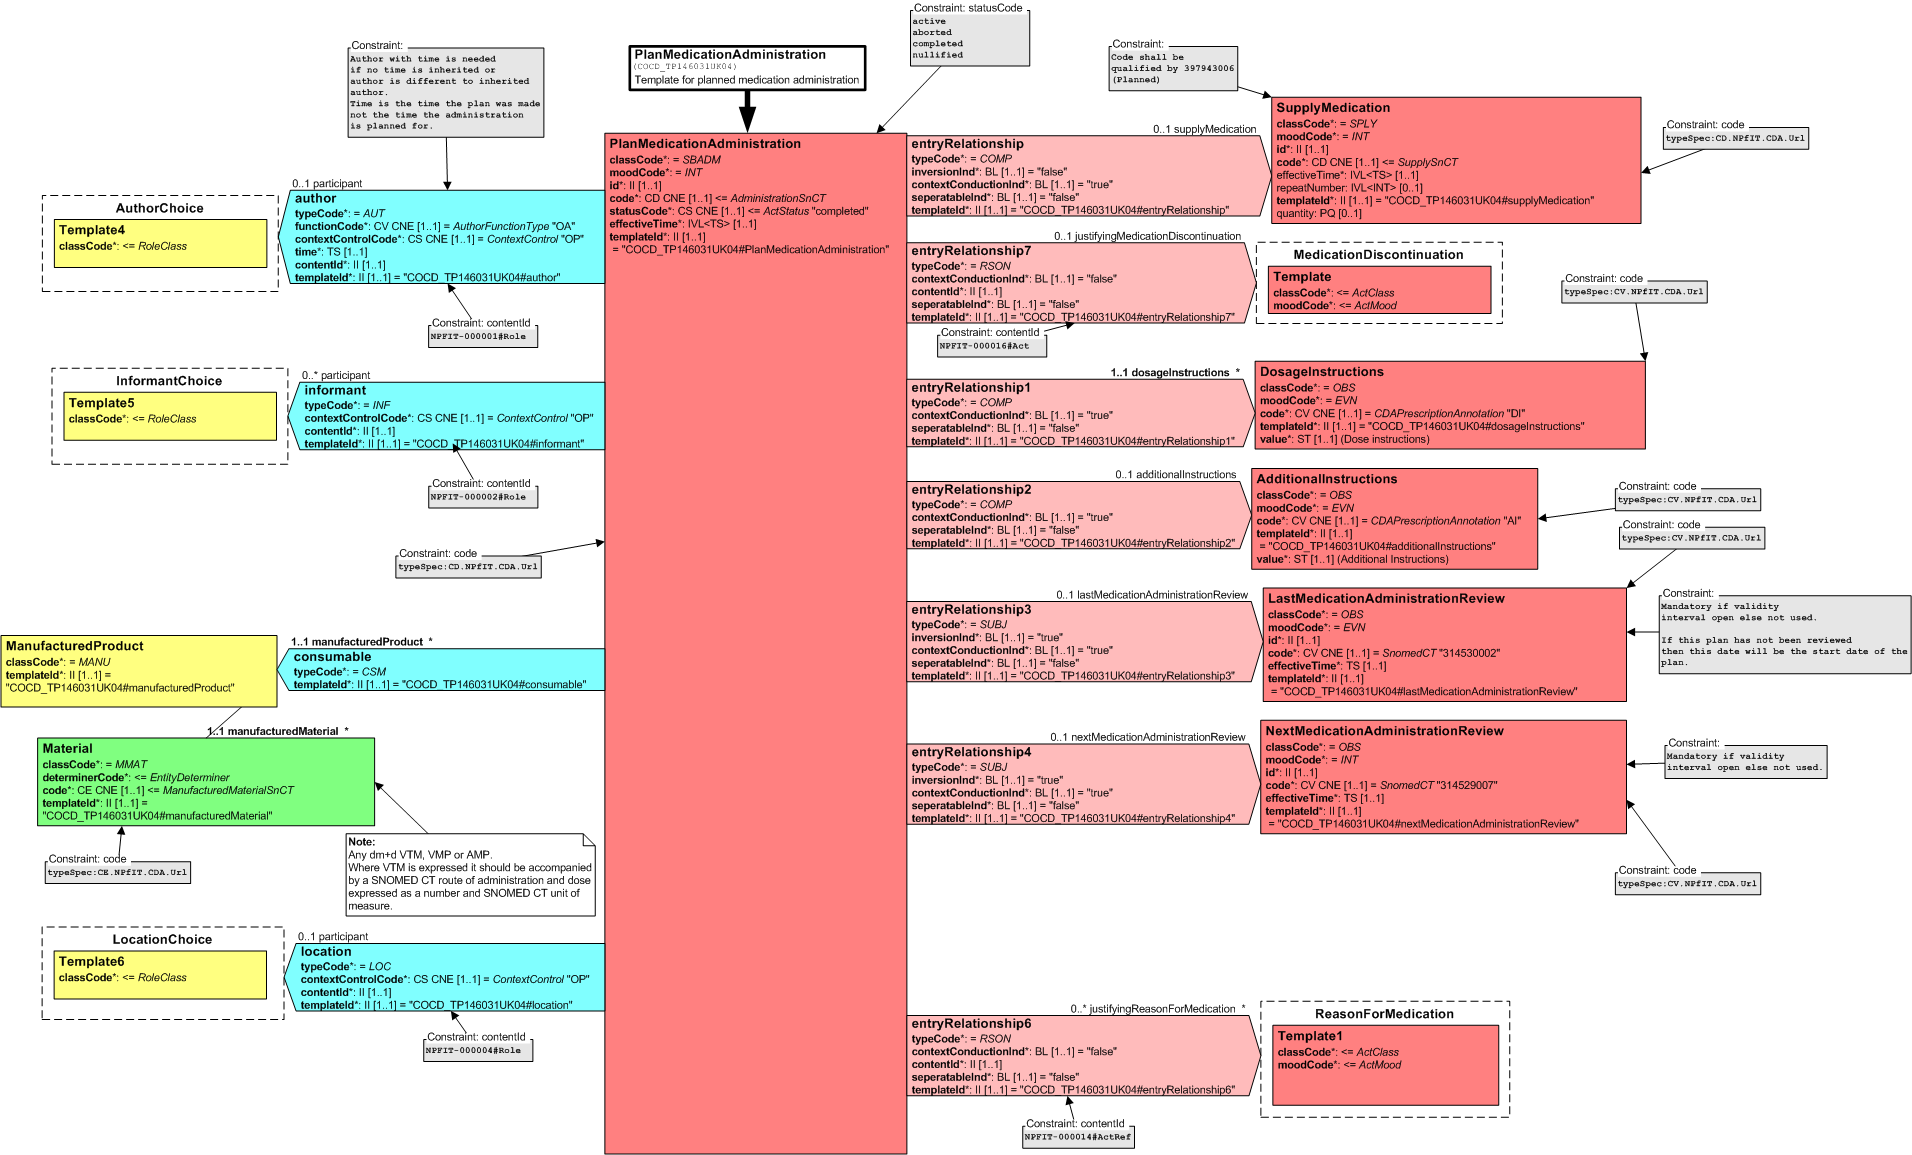 Constraint: statusCode
active
aborted
completed
nullified
Constraint:
Author with time is needed
if no time is inherited or
author is different to inherited
author.
Time is the time the plan was made
not the time the administration
is planned for.
PlanMedicationAdministration
(COCD_TP146031UK04)
Template for planned medication administration
Constraint:
Code shall be
qualified by 397943006
(Planned)
0..1 participant
author
typeCode*: = AUT
functionCode*: CV CNE [1..1] = AuthorFunctionType "OA"
contextControlCode*: CS CNE [1..1] = ContextControl "OP"
time*: TS [1..1]
contentId*: II [1..1]
templateId*: II [1..1] = "COCD_TP146031UK04#author"
AuthorChoice
Template4
classCode*: <= RoleClass
Constraint: contentId
NPFIT-000001#Role
InformantChoice
Template5
classCode*: <= RoleClass
0..* participant
informant
typeCode*: = INF
contextControlCode*: CS CNE [1..1] = ContextControl "OP"
contentId*: II [1..1]
templateId*: II [1..1] = "COCD_TP146031UK04#informant"
Constraint: contentId
NPFIT-000002#Role
Constraint: code
typeSpec:CD.NPfIT.CDA.Url
ManufacturedProduct
classCode*: = MANU
templateId*: II [1..1] =
"COCD_TP146031UK04#manufacturedProduct"
1..1 manufacturedProduct *
consumable
typeCode*: = CSM
templateId*: II [1..1] = "COCD_TP146031UK04#consumable"
1..1 manufacturedMaterial *
Material
classCode*: = MMAT
determinerCode*: <= EntityDeterminer
code*: CE CNE [1..1] <= ManufacturedMaterialSnCT
templateId*: II [1..1] =
"COCD_TP146031UK04#manufacturedMaterial"
Constraint: code
typeSpec:CE.NPfIT.CDA.Url
Note:
Any dm+d VTM, VMP or AMP.
Where VTM is expressed it should be accompanied
by a SNOMED CT route of administration and dose
expressed as a number and SNOMED CT unit of
measure.
LocationChoice
Template6
classCode*: <= RoleClass
0..1 participant
location
typeCode*: = LOC
contextControlCode*: CS CNE [1..1] = ContextControl "OP"
contentId*: II [1..1]
templateId*: II [1..1] = "COCD_TP146031UK04#location"
Constraint: contentId
NPFIT-000004#Role
PlanMedicationAdministration
classCode*: = SBADM
moodCode*: = INT
id*: II [1..1]
code*: CD CNE [1..1] <= AdministrationSnCT
statusCode*: CS CNE [1..1] <= ActStatus "completed"
effectiveTime*: IVL<TS> [1..1]
templateId*: II [1..1]
= "COCD_TP146031UK04#PlanMedicationAdministration"
0..1 supplyMedication
entryRelationship
typeCode*: = COMP
inversionInd*: BL [1..1] = "false"
contextConductionInd*: BL [1..1] = "true"
seperatableInd*: BL [1..1] = "false"
templateId*: II [1..1] = "COCD_TP146031UK04#entryRelationship"
SupplyMedication
classCode*: = SPLY
moodCode*: = INT
id*: II [1..1]
code*: CD CNE [1..1] <= SupplySnCT
effectiveTime*: IVL<TS> [1..1]
repeatNumber: IVL<INT> [0..1]
templateId*: II [1..1] = "COCD_TP146031UK04#supplyMedication"
quantity: PQ [0..1]
Constraint: code
typeSpec:CD.NPfIT.CDA.Url
0..1 justifyingMedicationDiscontinuation
entryRelationship7
typeCode*: = RSON
contextConductionInd*: BL [1..1] = "false"
contentId*: II [1..1]
seperatableInd*: BL [1..1] = "false"
templateId*: II [1..1] = "COCD_TP146031UK04#entryRelationship7"
Constraint: contentId
NPFIT-000016#Act
MedicationDiscontinuation
Template
classCode*: <= ActClass
moodCode*: <= ActMood
Constraint: code
typeSpec:CV.NPfIT.CDA.Url
1..1 dosageInstructions *
entryRelationship1
typeCode*: = COMP
contextConductionInd*: BL [1..1] = "true"
seperatableInd*: BL [1..1] = "false"
templateId*: II [1..1] = "COCD_TP146031UK04#entryRelationship1"
DosageInstructions
classCode*: = OBS
moodCode*: = EVN
code*: CV CNE [1..1] = CDAPrescriptionAnnotation "DI"
templateId*: II [1..1] = "COCD_TP146031UK04#dosageInstructions"
value*: ST [1..1] (Dose instructions)
0..1 additionalInstructions
entryRelationship2
typeCode*: = COMP
contextConductionInd*: BL [1..1] = "true"
seperatableInd*: BL [1..1] = "false"
templateId*: II [1..1] = "COCD_TP146031UK04#entryRelationship2"
AdditionalInstructions
classCode*: = OBS
moodCode*: = EVN
code*: CV CNE [1..1] = CDAPrescriptionAnnotation "AI"
templateId*: II [1..1]
= "COCD_TP146031UK04#additionalInstructions"
value*: ST [1..1] (Additional Instructions)
Constraint: code
typeSpec:CV.NPfIT.CDA.Url
Constraint: code
typeSpec:CV.NPfIT.CDA.Url
0..1 lastMedicationAdministrationReview
entryRelationship3
typeCode*: = SUBJ
inversionInd*: BL [1..1] = "true"
contextConductionInd*: BL [1..1] = "true"
seperatableInd*: BL [1..1] = "false"
templateId*: II [1..1] = "COCD_TP146031UK04#entryRelationship3"
LastMedicationAdministrationReview
classCode*: = OBS
moodCode*: = EVN
id*: II [1..1]
code*: CV CNE [1..1] = SnomedCT "314530002"
effectiveTime*: TS [1..1]
templateId*: II [1..1]
= "COCD_TP146031UK04#lastMedicationAdministrationReview"
Constraint:
Mandatory if validity
interval open else not used.
If this plan has not been reviewed
then this date will be the start date of the
plan.
0..1 nextMedicationAdministrationReview
entryRelationship4
typeCode*: = SUBJ
inversionInd*: BL [1..1] = "true"
contextConductionInd*: BL [1..1] = "true"
seperatableInd*: BL [1..1] = "false"
templateId*: II [1..1] = "COCD_TP146031UK04#entryRelationship4"
NextMedicationAdministrationReview
classCode*: = OBS
moodCode*: = INT
id*: II [1..1]
code*: CV CNE [1..1] = SnomedCT "314529007"
effectiveTime*: TS [1..1]
templateId*: II [1..1]
= "COCD_TP146031UK04#nextMedicationAdministrationReview"
Constraint:
Mandatory if validity
interval open else not used.
Constraint: code
typeSpec:CV.NPfIT.CDA.Url
0..* justifyingReasonForMedication *
entryRelationship6
typeCode*: = RSON
contextConductionInd*: BL [1..1] = "false"
contentId*: II [1..1]
seperatableInd*: BL [1..1] = "false"
templateId*: II [1..1] = "COCD_TP146031UK04#entryRelationship6"
Constraint: contentId
NPFIT-000014#ActRef
ReasonForMedication
Template1
classCode*: <= ActClass
moodCode*: <= ActMood